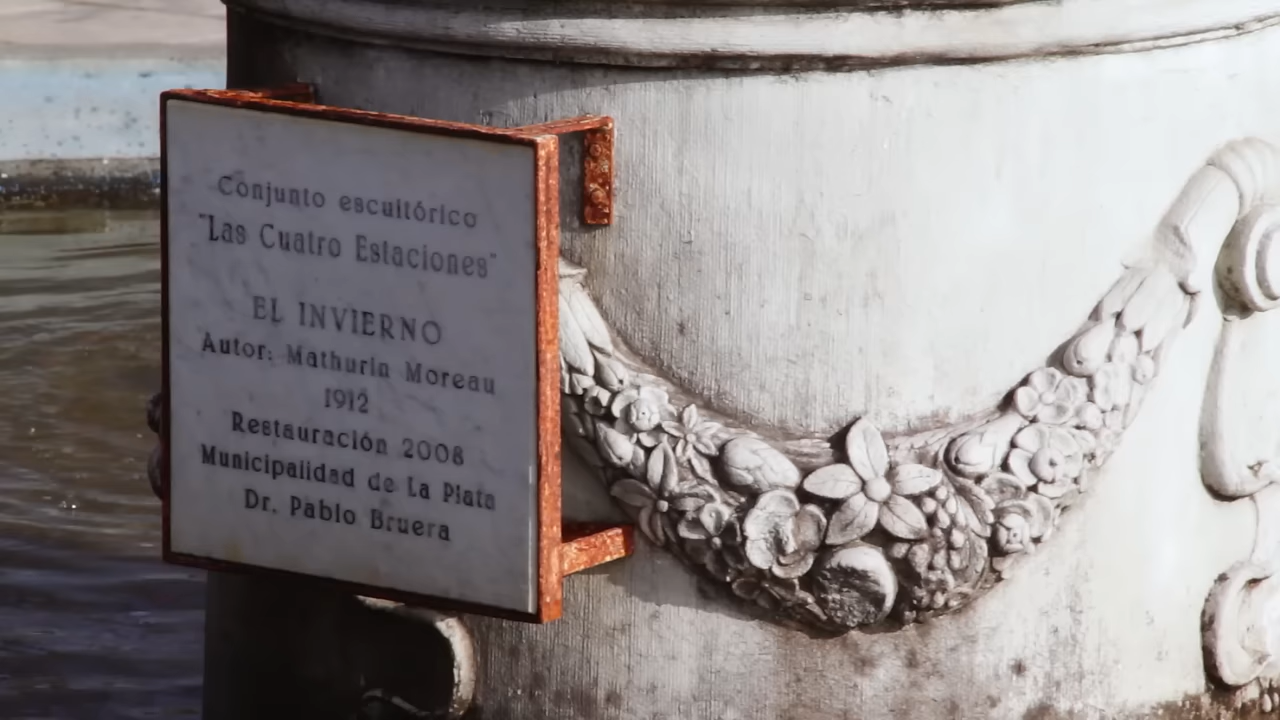 Conjunto escultórico
"Las Cuatro Estaciones"
EL INVIERNO
Autor: Mathurin Moreau
1912
Restauración 2008
Municipalidad de La Plata
Dr. Pablo Bruera